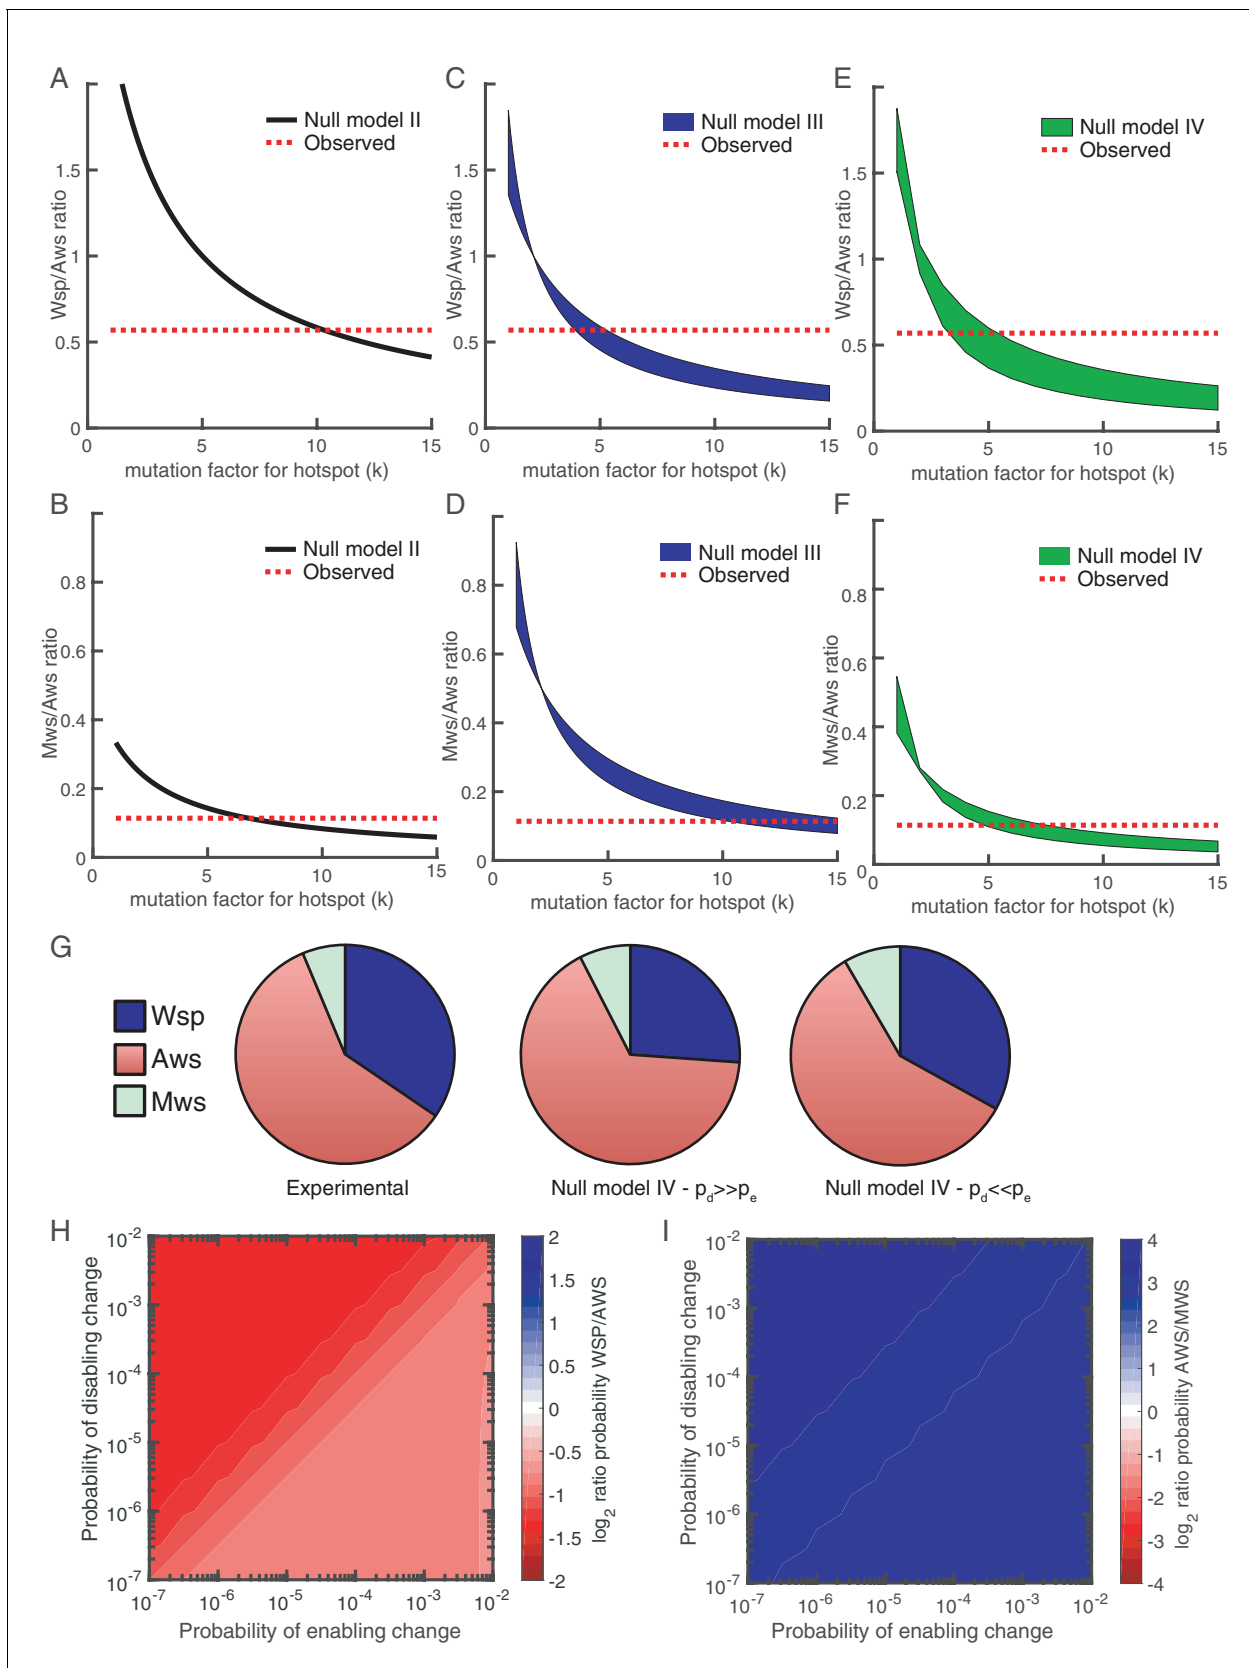 A
Wsp/Aws ratio
1.5
1
0.5
0
Null model II
Observed
0
5
10
15
mutation factor for hotspot (k)
C
Wsp/Aws ratio
1.5
1
0.5
0
Null model III
Observed
0
5
10
15
mutation factor for hotspot (k)
E
Wsp/Aws ratio
1.5
1
0.5
0
Null model IV
Observed
0
5
10
15
mutation factor for hotspot (k)
B
Mws/Aws ratio
0.8
0.6
0.4
0.2
0
Null model II
Observed
0
5
10
15
mutation factor for hotspot (k)
D
Mws/Aws ratio
0.8
0.6
0.4
0.2
0
Null model III
Observed
0
5
10
15
mutation factor for hotspot (k)
F
Mws/Aws ratio
0.8
0.6
0.4
0.2
0
Null model IV
Observed
0
5
10
15
mutation factor for hotspot (k)
G
Wsp
Aws
Mws
Experimental
Null model IV - p_d>>p_e
Null model IV - p_d<<p_e
H
Probability of disabling change
10^-2
10^-3
10^-4
10^-5
10^-6
10^-7
10^-7
10^-6
10^-5
10^-4
10^-3
10^-2
Probability of enabling change
2
1.5
1
0.5
0
-0.5
-1
-1.5
-2
log_2 ratio probability WSP/AWS
I
Probability of disabling change
10^-2
10^-3
10^-4
10^-5
10^-6
10^-7
10^-7
10^-6
10^-5
10^-4
10^-3
10^-2
Probability of enabling change
4
3
2
1
0
-1
-2
-3
-4
log_2 ratio probability AWS/MWS